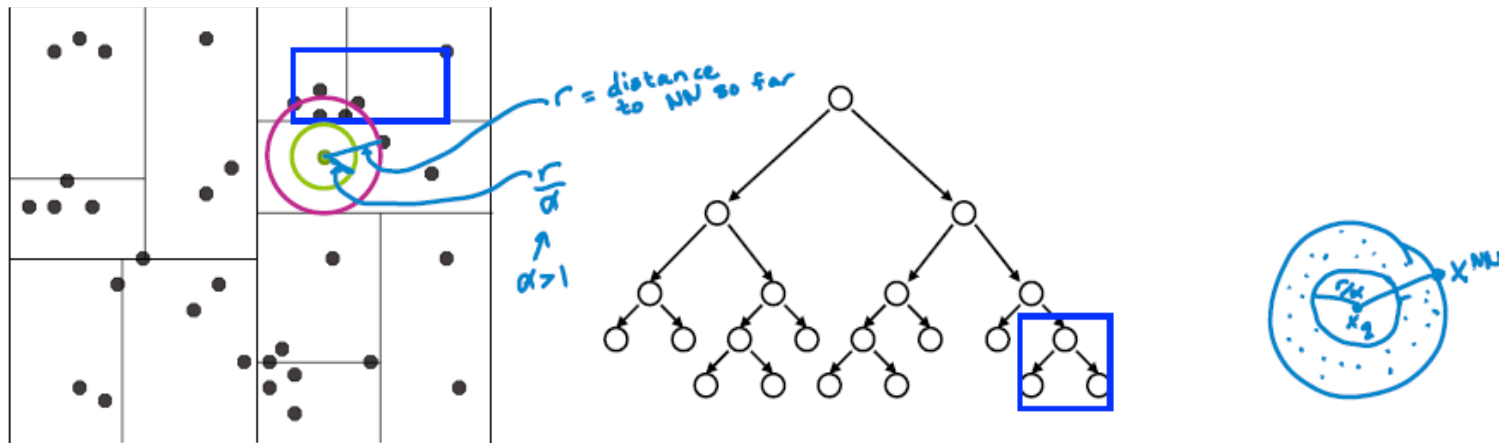 r = distance
to NN so far
r
α
α>1
r/α
x^NN
x_q